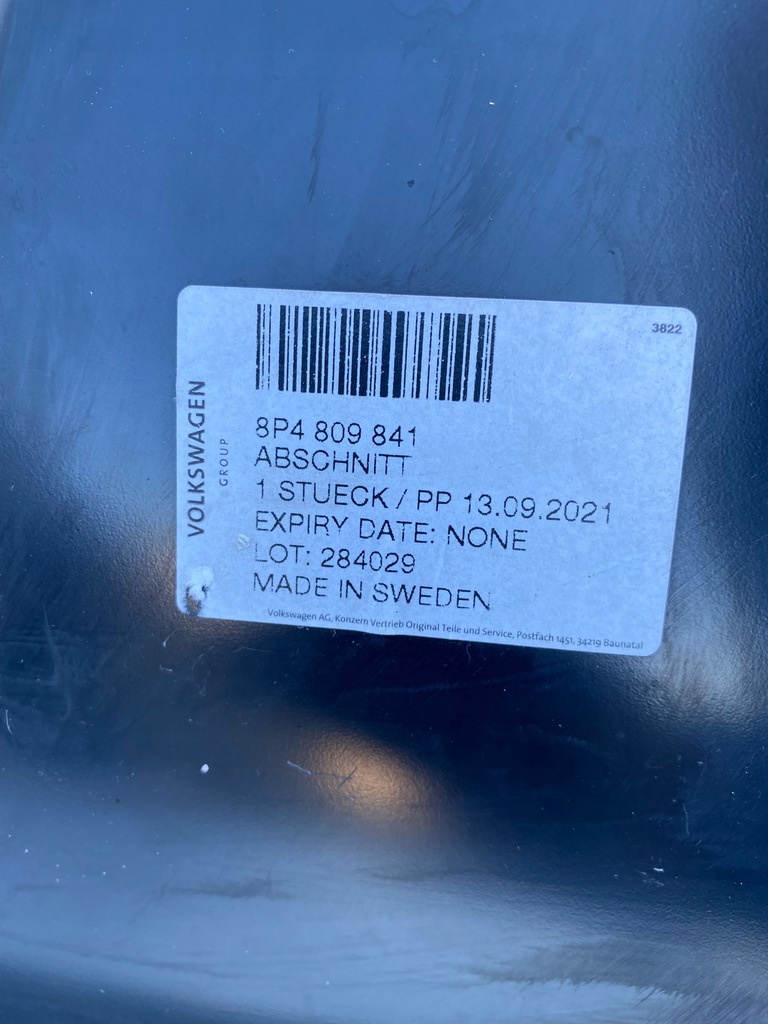 3822
VOLKSWAGEN
GROUP
8P4 809 841
ABSCHNITT
1 STUECK / PP 13.09.2021
EXPIRY DATE: NONE
LOT: 284029
MADE IN SWEDEN
Volkswagen AG, Konzern Vertrieb Original Teile und Service, Postfach 1451, 34219 Baunatal